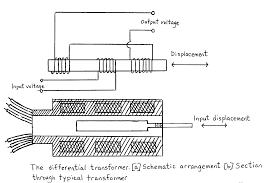 Output voltage
Displacement
Input voltage
Input displacement
The differential transformer [a] Schematic arrangement [b] Section
through typical transformer